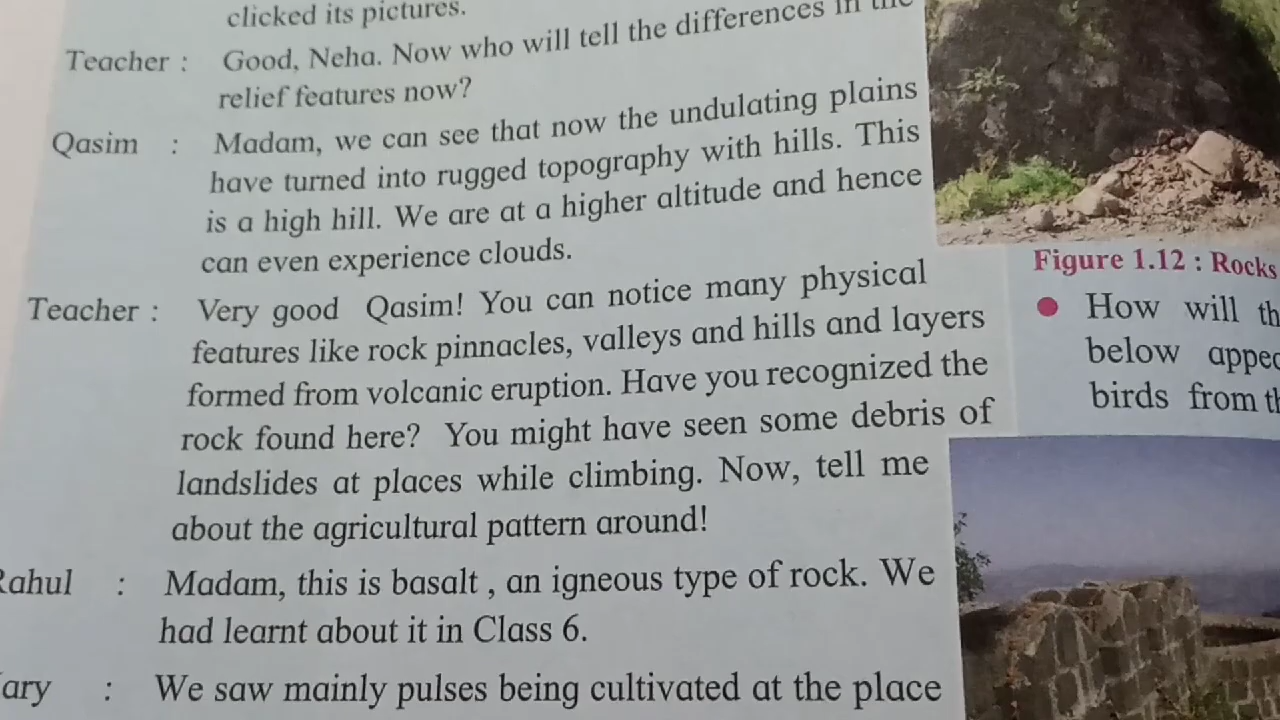 clicked its pictures.
Teacher : Good, Neha. Now who will tell the differences in the
relief features now?
Qasim : Madam, we can see that now the undulating plains
have turned into rugged topography with hills. This
is a high hill. We are at a higher altitude and hence
can even experience clouds.
Teacher : Very good Qasim! You can notice many physical
features like rock pinnacles, valleys and hills and layers
formed from volcanic eruption. Have you recognized the
rock found here? You might have seen some debris of
landslides at places while climbing. Now, tell me
about the agricultural pattern around!
Rahul : Madam, this is basalt , an igneous type of rock. We
had learnt about it in Class 6.
ary : We saw mainly pulses being cultivated at the place
Figure 1.12 : Rocks
● How will
below
birds from